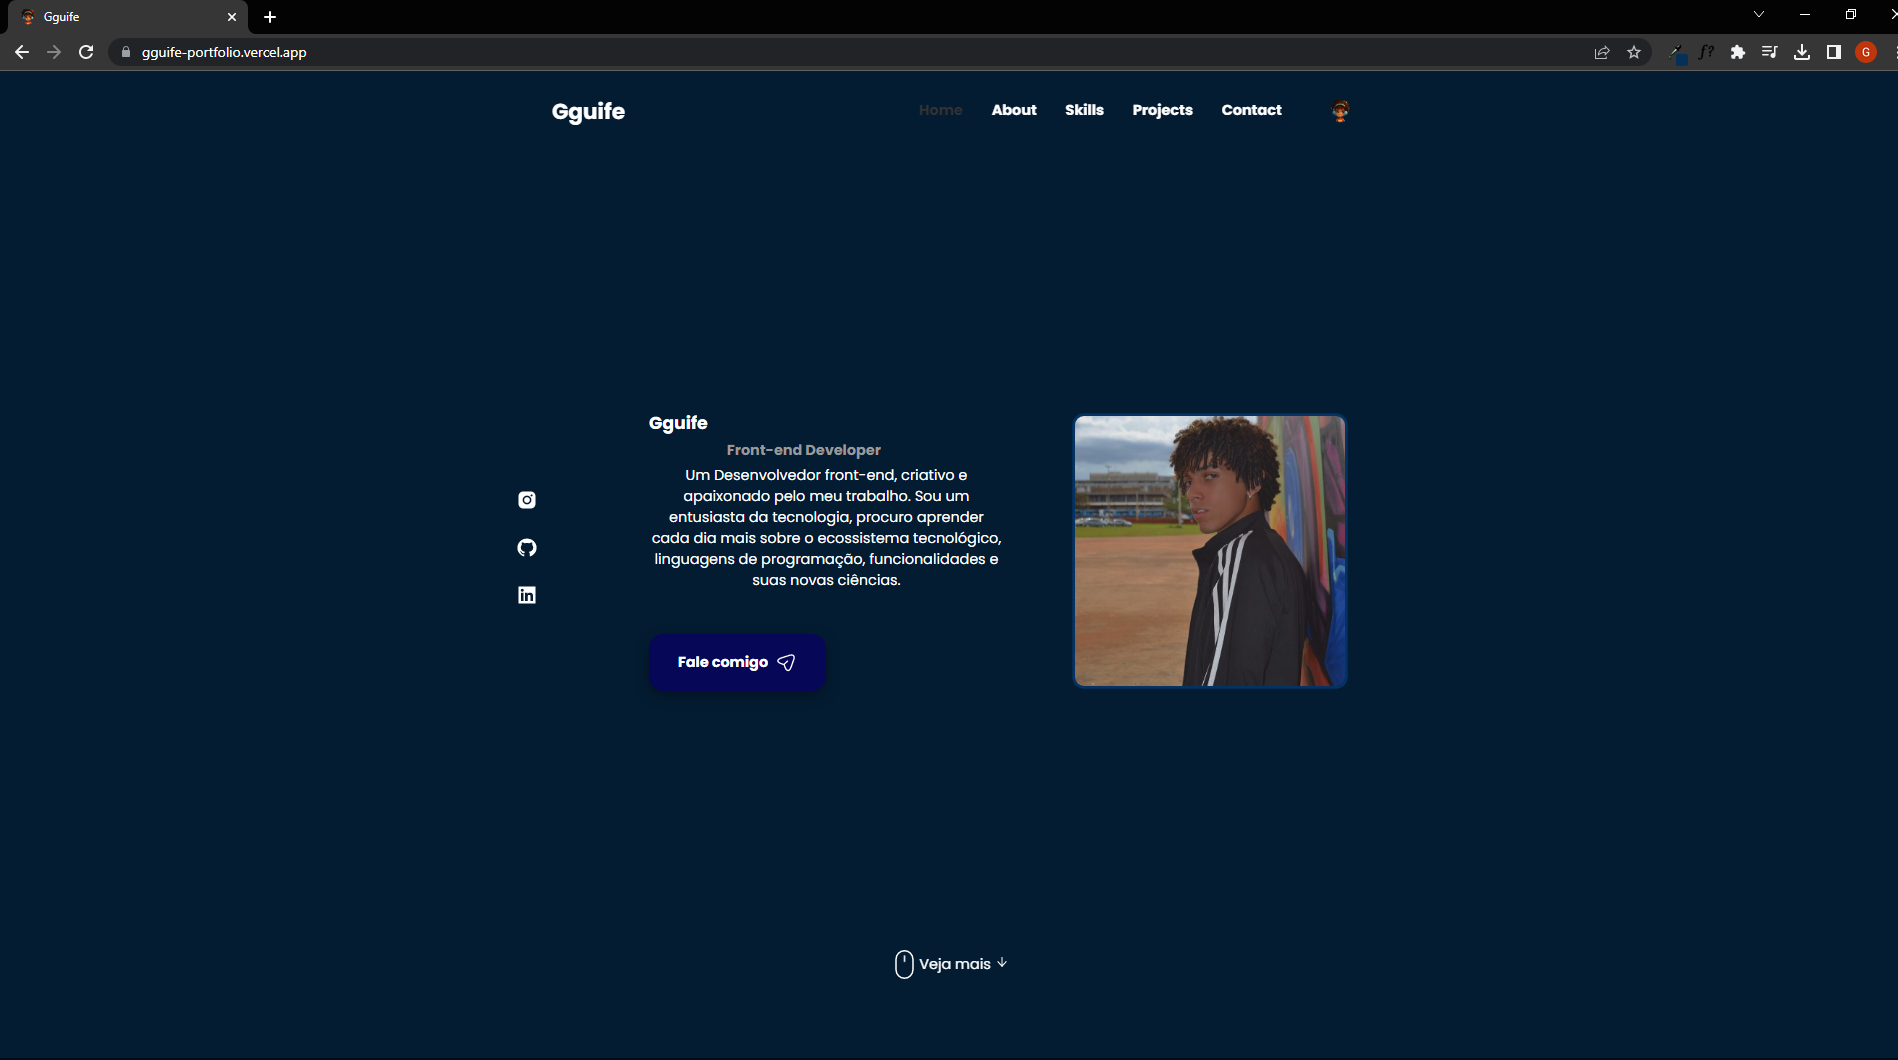 Gguife
gguife-portfolio.vercel.app
f?
G
Gguife
Home About Skills Projects Contact
Gguife
Front-end Developer
Um Desenvolvedor front-end, criativo e
apaixonado pelo meu trabalho. Sou um
entusiasta da tecnologia, procuro aprender
cada dia mais sobre o ecossistema tecnológico,
linguagens de programação, funcionalidades e
suas novas ciências.
in
Fale comigo
Veja mais